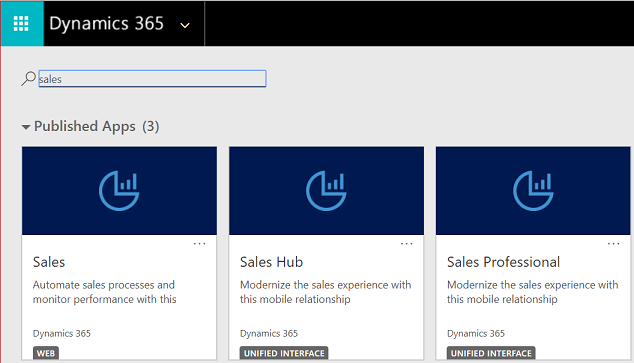 Dynamics 365
sales
Published Apps (3)
...
Sales
Automate sales processes and
monitor performance with this
Dynamics 365
WEB
...
Sales Hub
Modernize the sales experience with
this mobile relationship
Dynamics 365
UNIFIED INTERFACE
...
Sales Professional
Modernize the sales experience with
this mobile relationship
Dynamics 365
UNIFIED INTERFACE